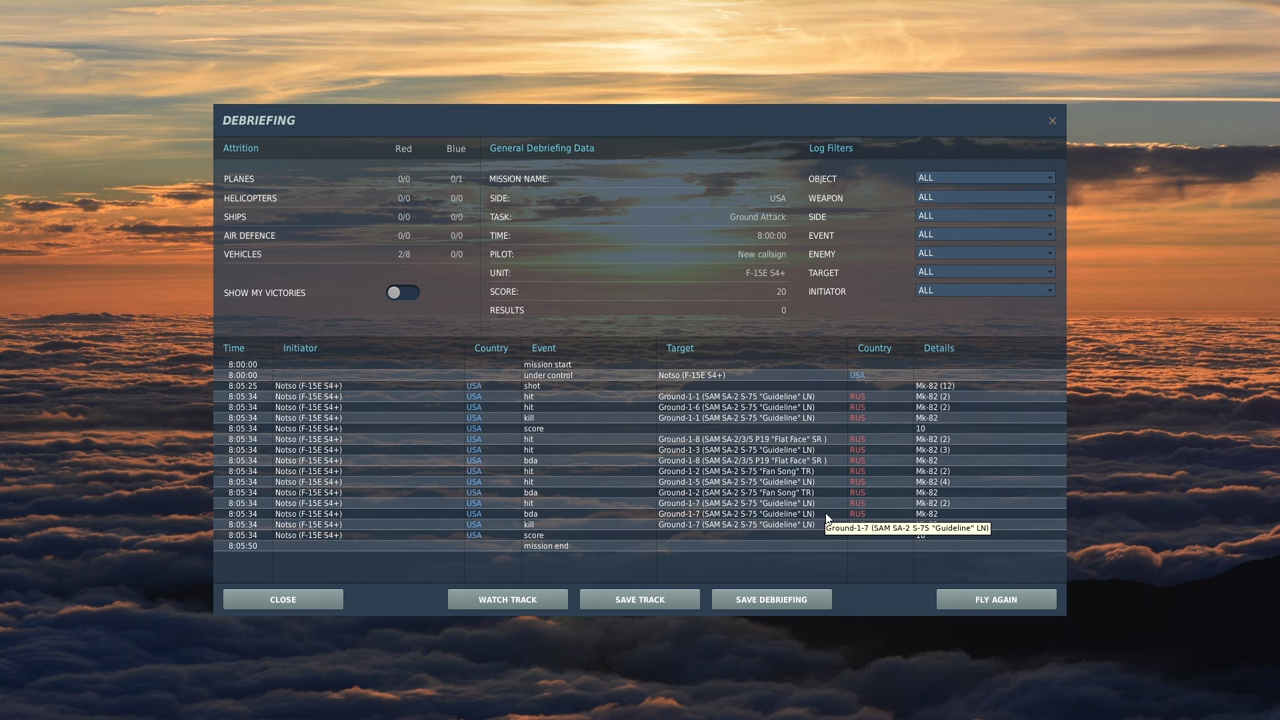 DEBRIEFING ×
Attrition Red Blue General Debriefing Data Log Filters
PLANES 0/0 0/1 MISSION NAME: OBJECT ALL
HELICOPTERS 0/0 0/0 SIDE: USA WEAPON ALL
SHIPS 0/0 0/0 TASK: Ground Attack SIDE ALL
AIR DEFENCE 0/0 0/0 TIME: 8:00:00 EVENT ALL
VEHICLES 2/8 0/0 PILOT: New callsign ENEMY ALL
UNIT: F-15E S4+ TARGET ALL
SHOW MY VICTORIES SCORE: 20 INITIATOR ALL
RESULTS 0
Time Initiator Country Event Target Country Details
8:00:00 mission start
8:00:00 under control Notso (F-15E S4+) USA
8:05:25 Notso (F-15E S4+) USA shot Mk-82 (12)
8:05:34 Notso (F-15E S4+) USA hit Ground-1-1 (SAM SA-2 S-75 "Guideline" LN) RUS Mk-82 (2)
8:05:34 Notso (F-15E S4+) USA hit Ground-1-6 (SAM SA-2 S-75 "Guideline" LN) RUS Mk-82 (2)
8:05:34 Notso (F-15E S4+) USA kill Ground-1-1 (SAM SA-2 S-75 "Guideline" LN) RUS Mk-82
8:05:34 Notso (F-15E S4+) USA score 10
8:05:34 Notso (F-15E S4+) USA hit Ground-1-8 (SAM SA-2/3/5 P19 "Flat Face" SR ) RUS Mk-82 (2)
8:05:34 Notso (F-15E S4+) USA hit Ground-1-3 (SAM SA-2 S-75 "Guideline" LN) RUS Mk-82 (3)
8:05:34 Notso (F-15E S4+) USA bda Ground-1-8 (SAM SA-2/3/5 P19 "Flat Face" SR ) RUS Mk-82
8:05:34 Notso (F-15E S4+) USA hit Ground-1-2 (SAM SA-2 S-75 "Fan Song" TR) RUS Mk-82 (2)
8:05:34 Notso (F-15E S4+) USA hit Ground-1-5 (SAM SA-2 S-75 "Guideline" LN) RUS Mk-82 (4)
8:05:34 Notso (F-15E S4+) USA bda Ground-1-2 (SAM SA-2 S-75 "Fan Song" TR) RUS Mk-82
8:05:34 Notso (F-15E S4+) USA hit Ground-1-7 (SAM SA-2 S-75 "Guideline" LN) RUS Mk-82 (2)
8:05:34 Notso (F-15E S4+) USA bda Ground-1-7 (SAM SA-2 S-75 "Guideline" LN) RUS Mk-82
8:05:34 Notso (F-15E S4+) USA kill Ground-1-7 (SAM SA-2 S-75 "Guideline" LN)
Ground-1-7 (SAM SA-2 S-75 "Guideline" LN)
8:05:34 Notso (F-15E S4+) USA score 10
8:05:50 mission end
CLOSE WATCH TRACK SAVE TRACK SAVE DEBRIEFING FLY AGAIN